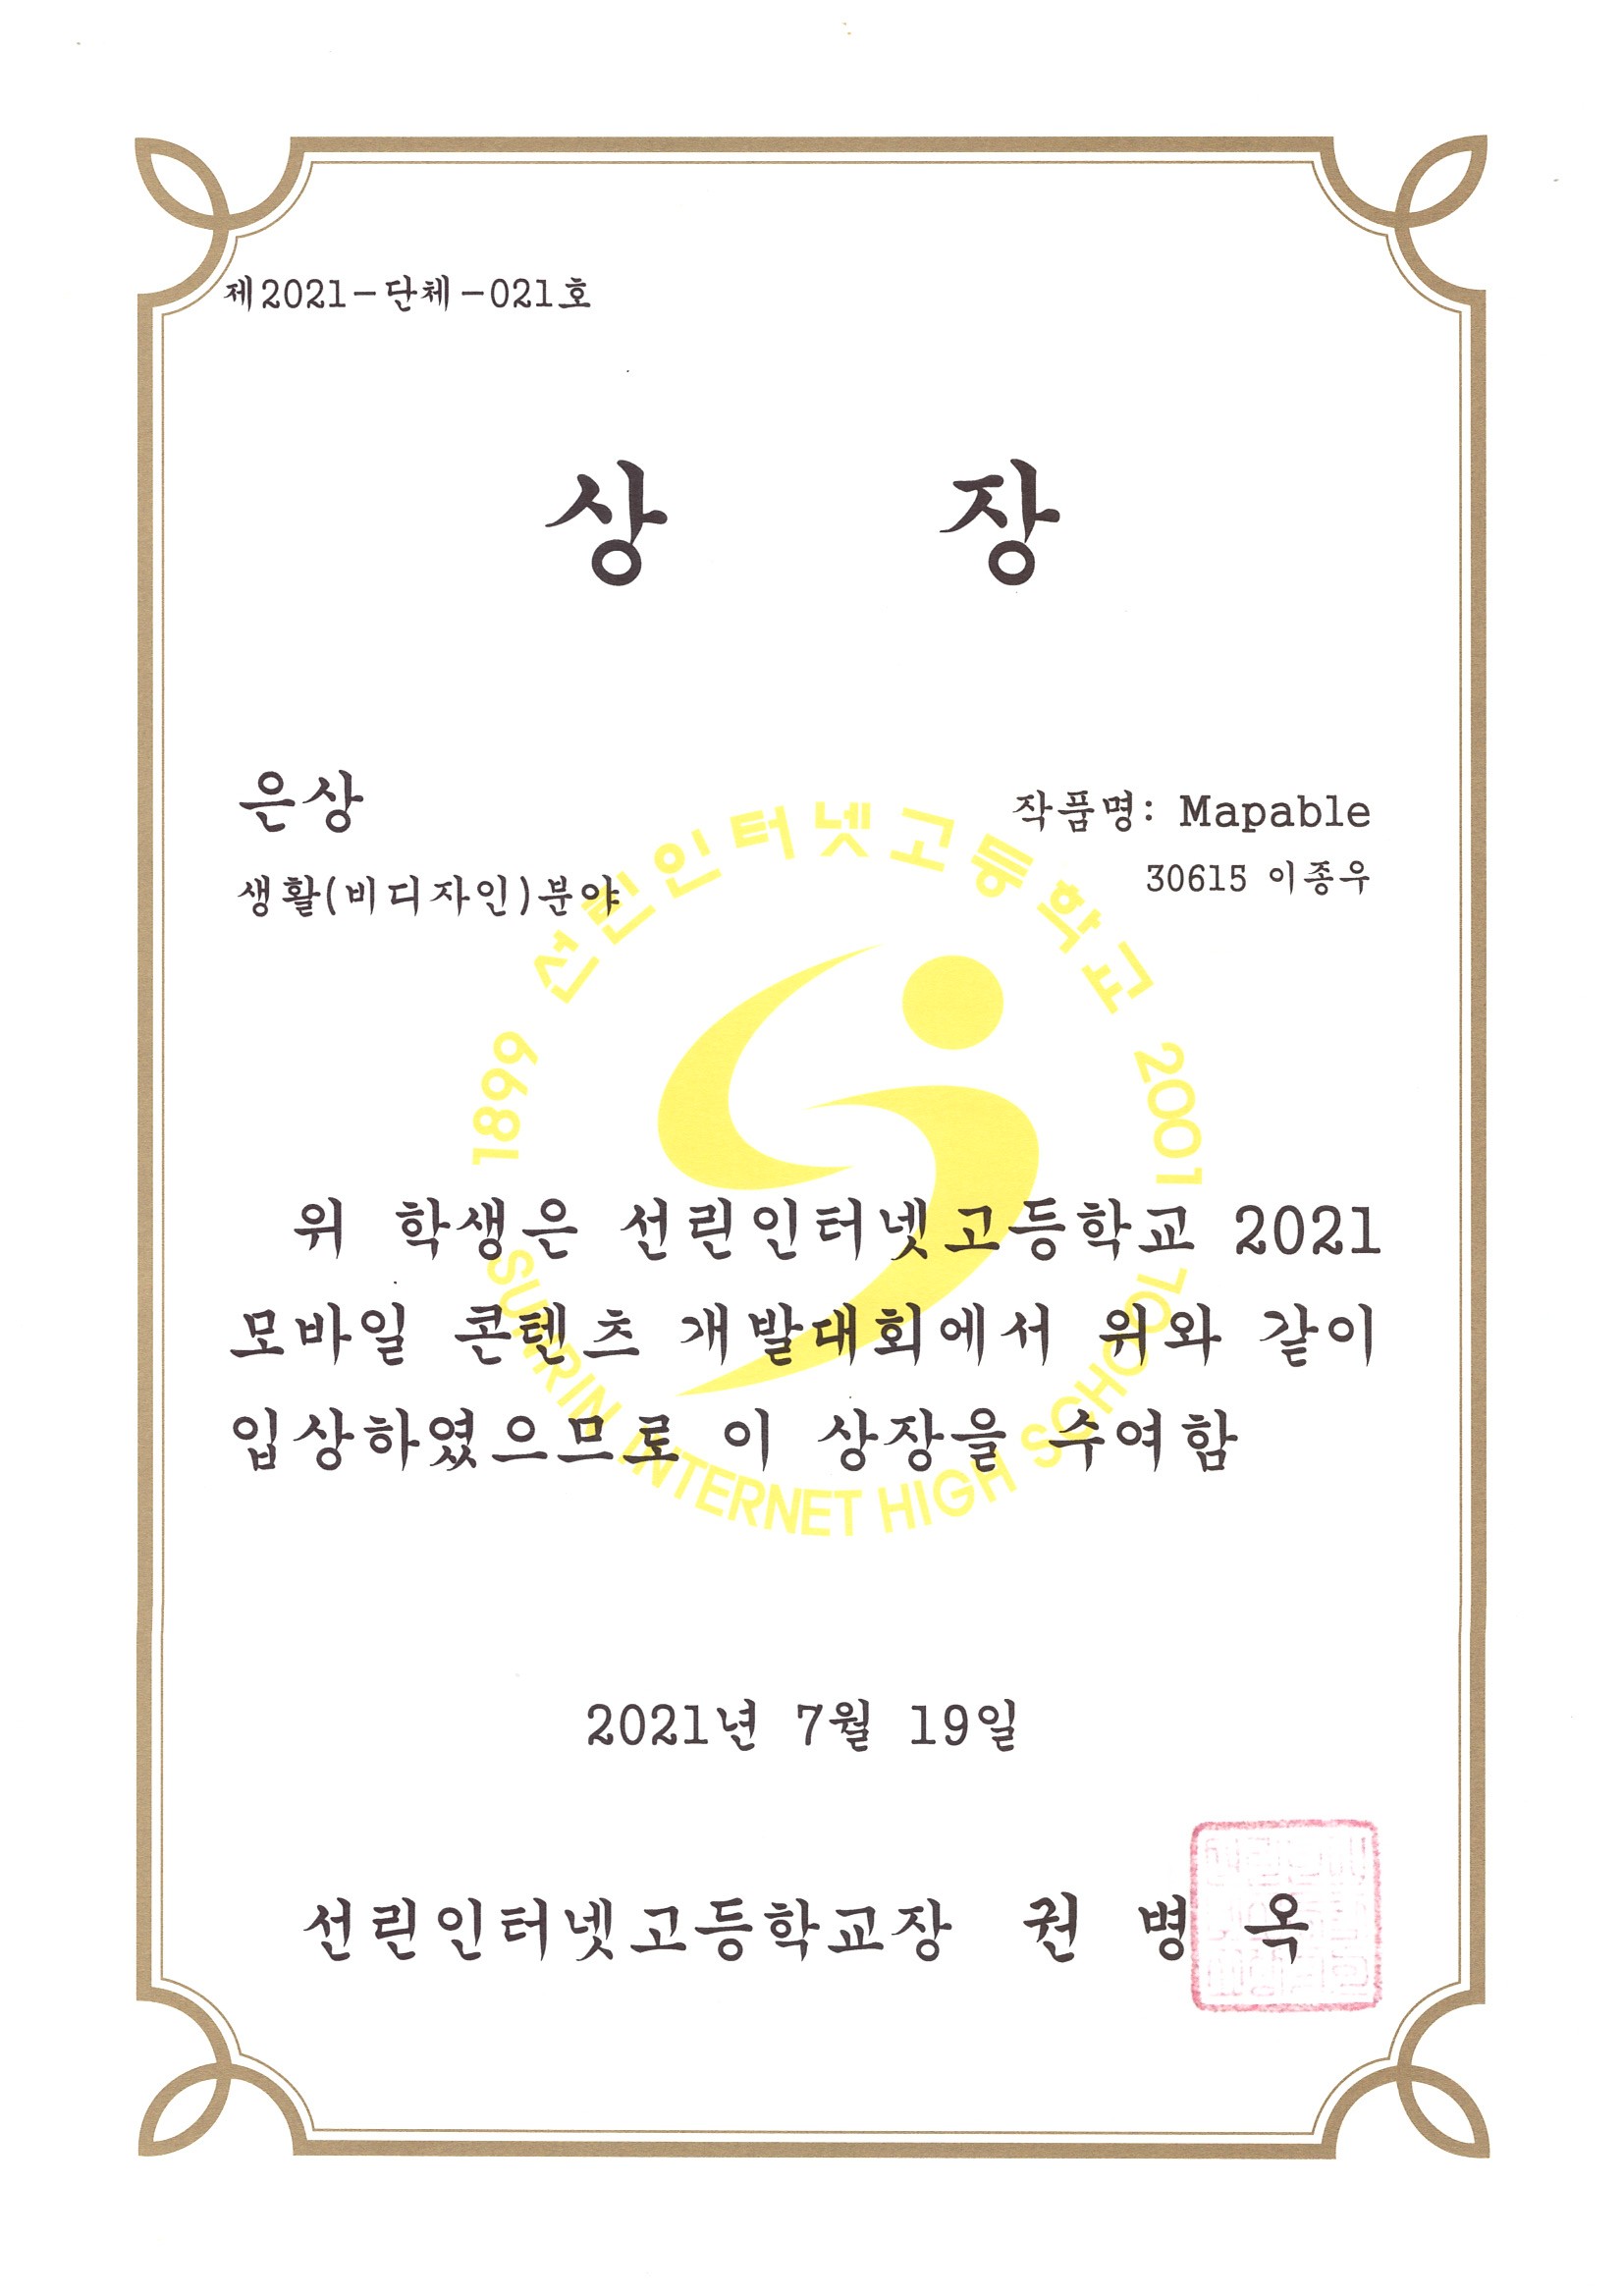 제2021-단체-021호
상 장
은상
작품명: Mapable
생활(비디자인)분야
30615 이종우
1899 선린인터넷고등학교 2001
SUNRIN INTERNET HIGH SCHOOL
위 학생은 선린인터넷고등학교 2021
모바일 콘텐츠 개발대회에서 위와 같이
입상하였으므로 이 상장을 수여함
2021년 7월 19일
선린인터넷고등학교장 권 병 옥